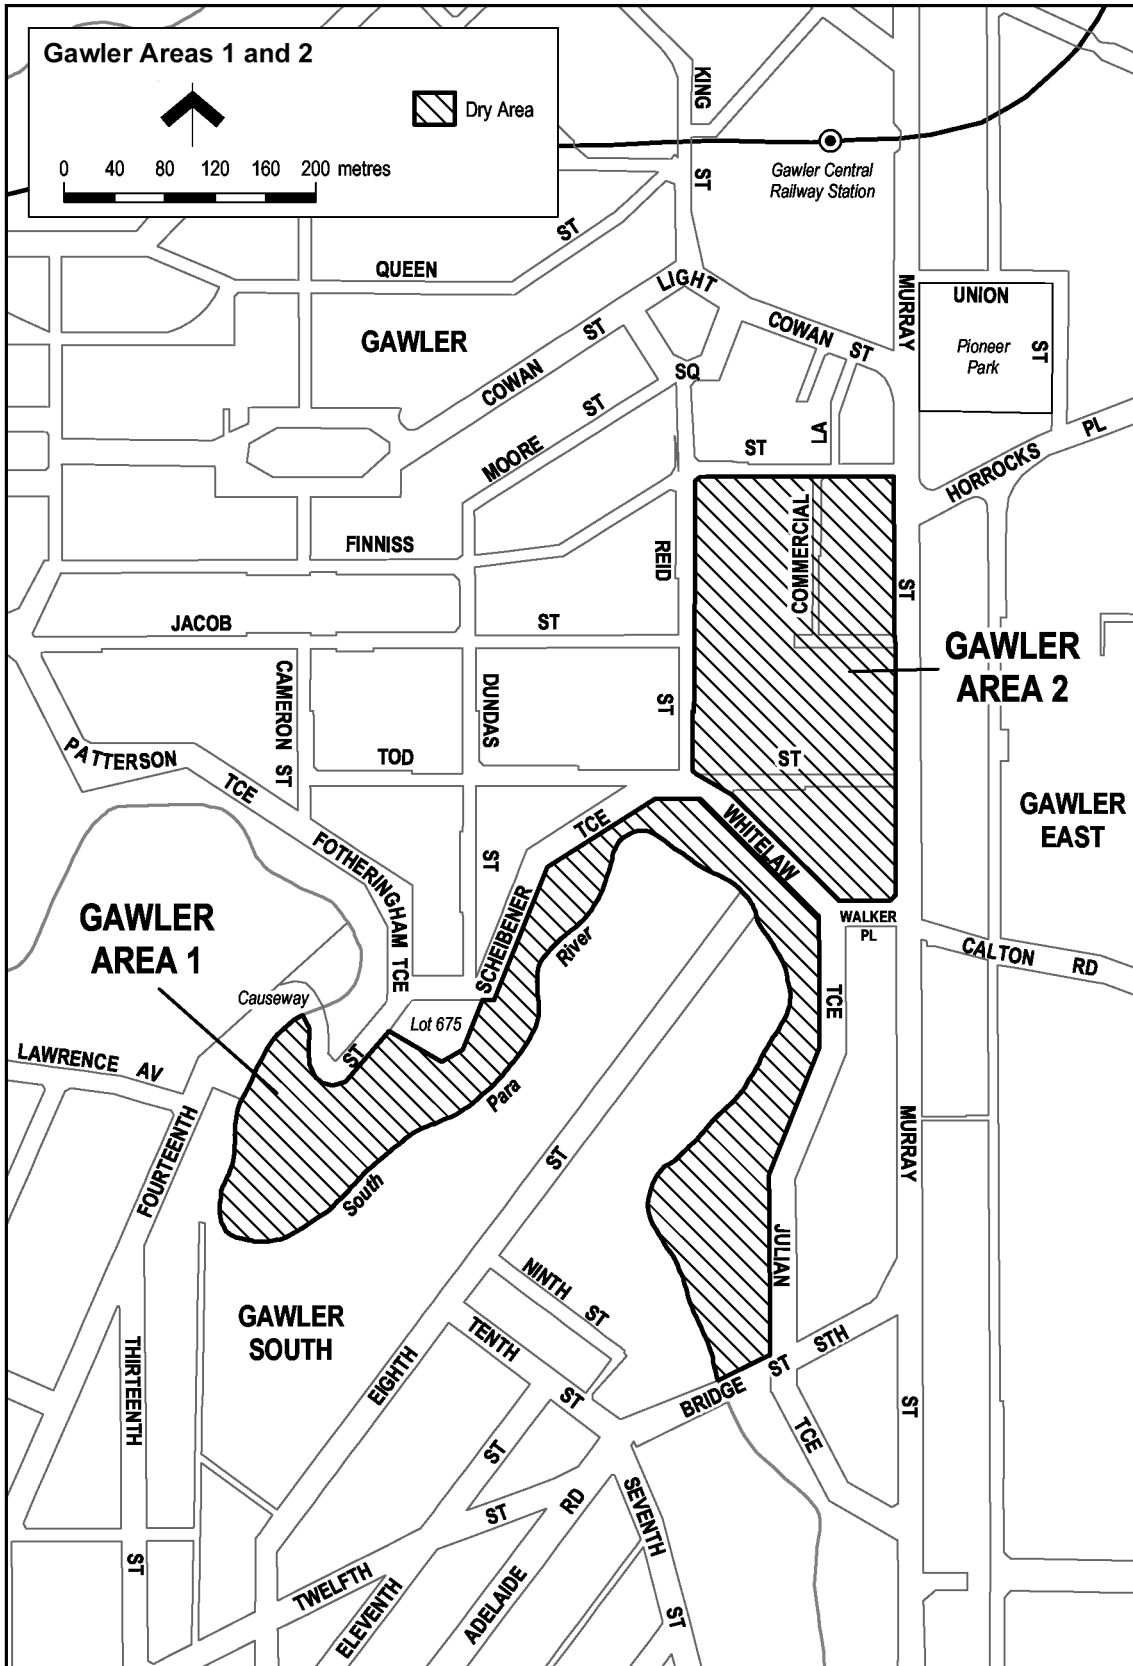 Gawler Areas 1 and 2
Dry Area
0 40 80 120 160 200 metres
KING
ST
Gawler Central
Railway Station
ST
QUEEN
LIGHT
MURRAY
UNION
ST
Pioneer
Park
GAWLER
COWAN ST
COWAN ST
SQ
MOORE ST
LA
ST
HORROCKS PL
FINNISS
REID
COMMERCIAL
ST
JACOB ST
GAWLER
AREA 2
CAMERON ST
DUNDAS
ST
PATTERSON
TCE
TOD
ST
GAWLER
EAST
FOTHERINGHAM TCE
ST
TCE
WHITELAW
SCHEIBENER
GAWLER
AREA 1
River
WALKER
PL
CALTON RD
TCE
Causeway
Lot 675
ST
LAWRENCE AV
Para
FOURTEENTH
MURRAY
ST
South
JULIAN
NINTH ST
GAWLER
SOUTH
TENTH
ST
STH
ST
BRIDGE
THIRTEENTH
EIGHTH
ST
TCE
ST
SEVENTH
RD
ST
ST
TWELFTH
ELEVENTH
ADELAIDE
ST